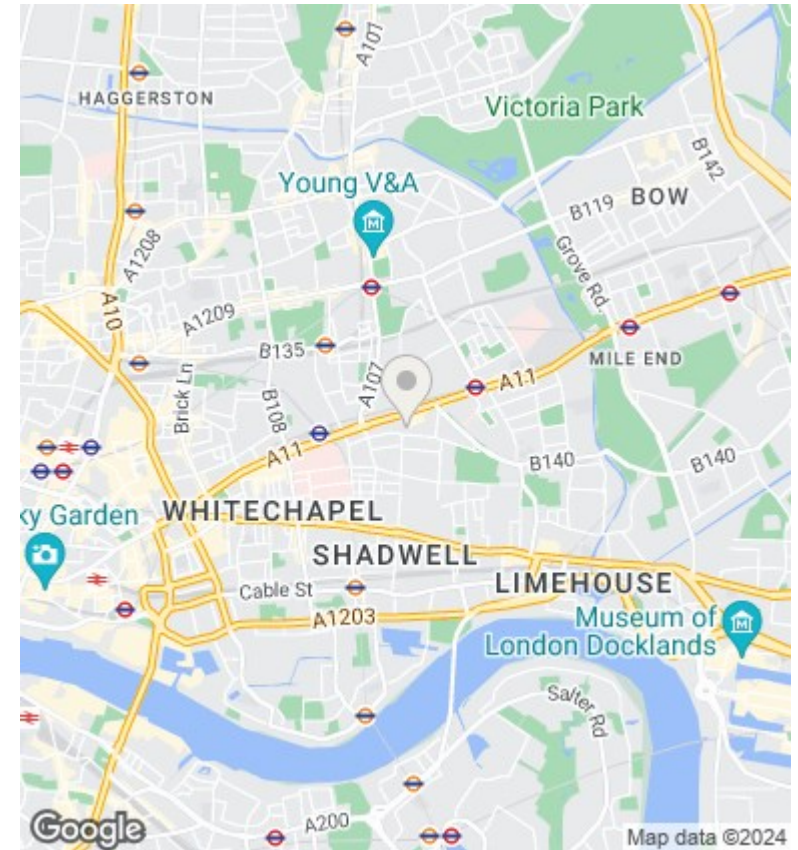 A101
HAGGERSTON
Victoria Park
B142
Young V&A
BOW
B119
A1208
Grove Rd.
A10
A1209
B135
MILE END
A107
A11
Brick Ln
B108
A11
B140
B140
ky Garden
WHITECHAPEL
SHADWELL
Cable St
LIMEHOUSE
A1203
Museum of
London Docklands
Salter Rd
A200
Google
Map data ©2024